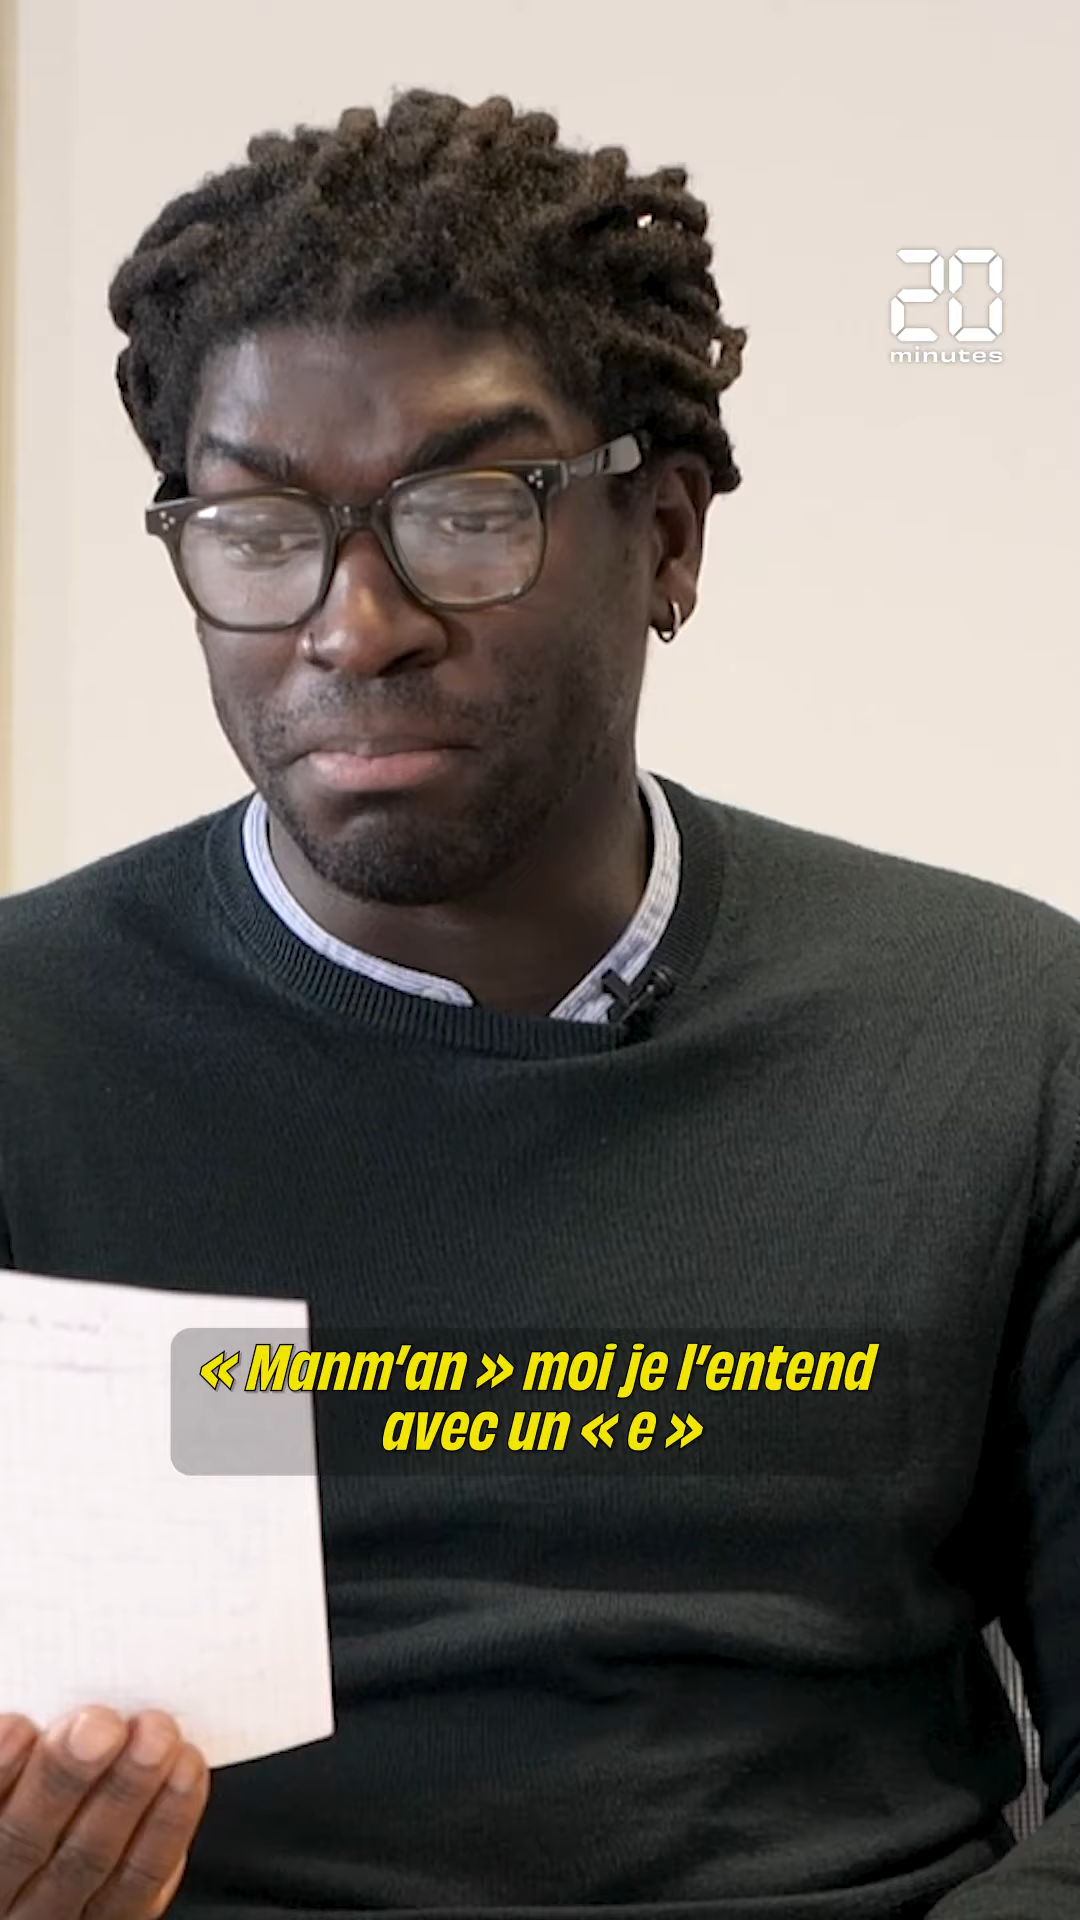 20
minutes
« Manm’an » moi je l’entend
avec un « e »